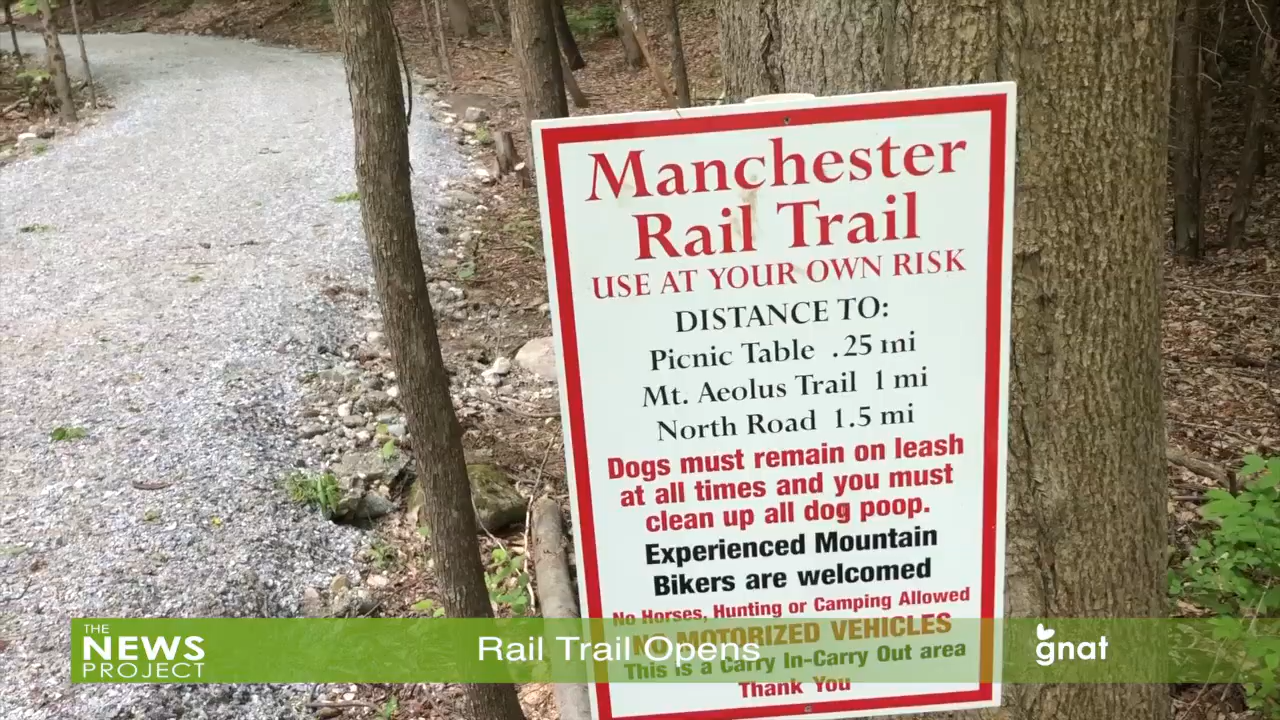 Manchester
Rail Trail
USE AT YOUR OWN RISK
DISTANCE TO:
Picnic Table .25 mi
Mt. Aeolus Trail 1 mi
North Road 1.5 mi
Dogs must remain on leash
at all times and you must
clean up all dog poop.
Experienced Mountain
Bikers are welcomed
No Horses, Hunting or Camping Allowed
NO MOTORIZED VEHICLES
This is a Carry In-Carry Out area
Thank You
THE
NEWS
PROJECT
Rail Trail Opens
gnat